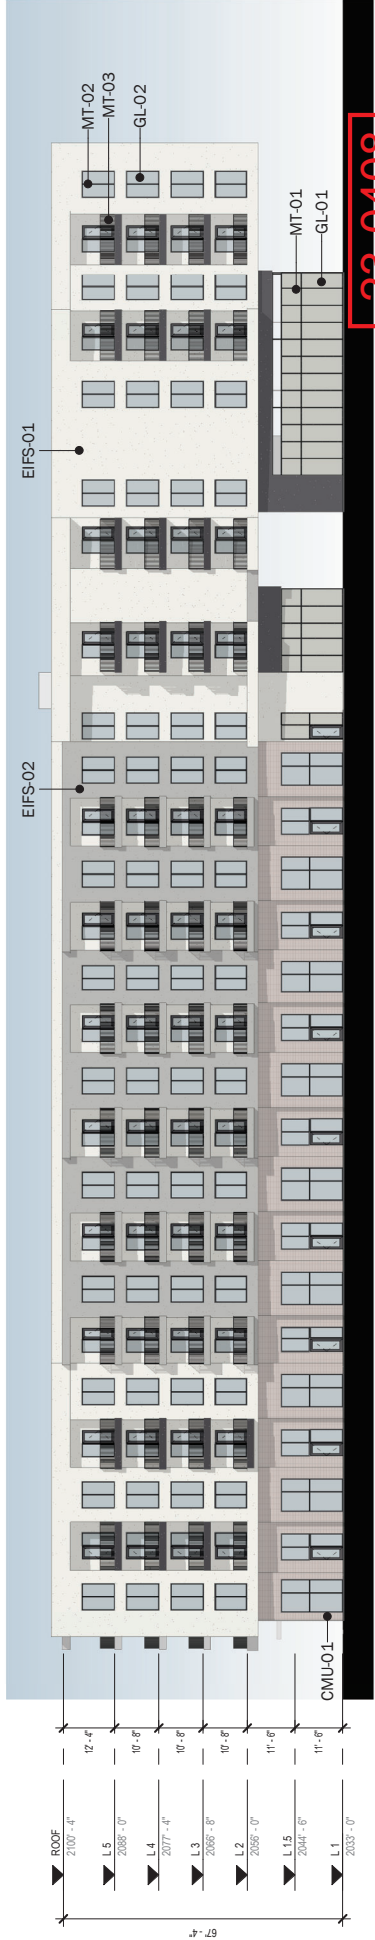 MT-02
MT-03
GL-02
MT-01
GL-01
EIFS-01
EIFS-02
CMU-01
ROOF
2100' - 4"
L 5
2088' - 0"
L 4
2077' - 4"
L 3
2066' - 8"
L 2
2056' - 0"
L 1.5
2044' - 6"
L 1
2033' - 0"
12' - 4"
10' - 8"
10' - 8"
10' - 8"
11' - 6"
11' - 6"
67' - 4"